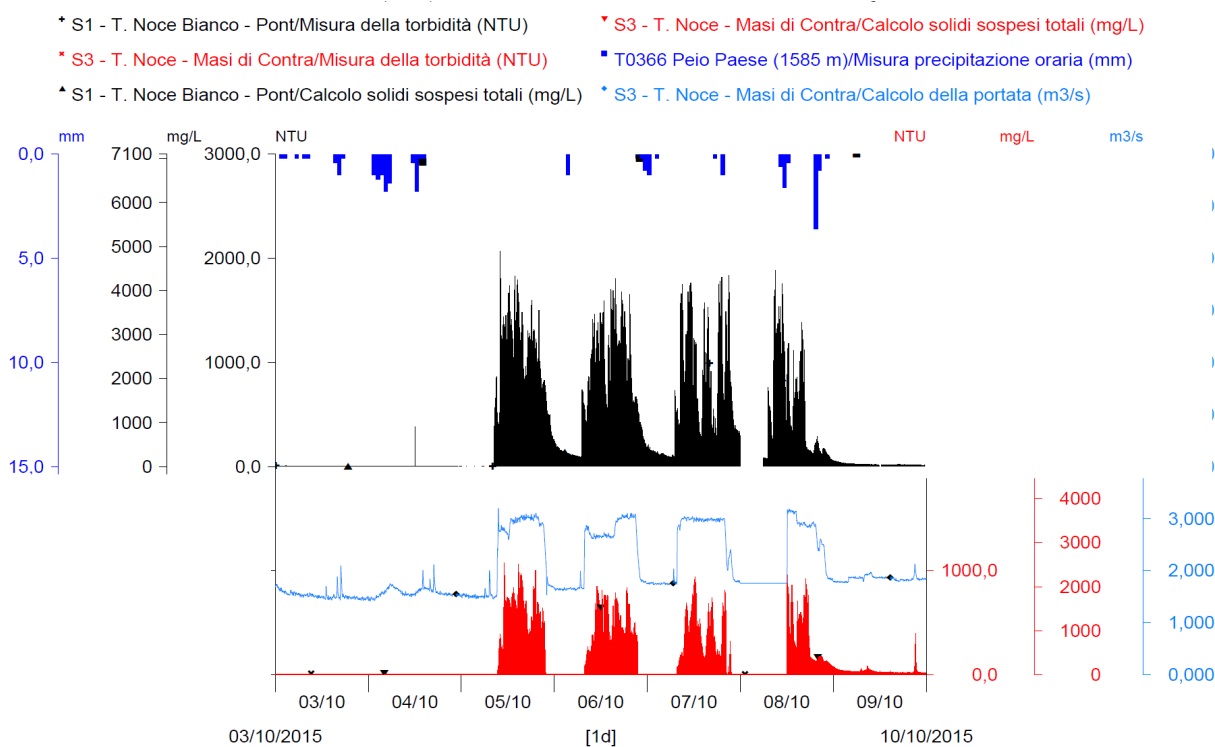 S1 - T. Noce Bianco - Pont/Misura della torbidità (NTU)
S3 - T. Noce - Masi di Contra/Calcolo solidi sospesi totali (mg/L)
S3 - T. Noce - Masi di Contra/Misura della torbidità (NTU)
T0366 Peio Paese (1585 m)/Misura precipitazione oraria (mm)
S1 - T. Noce Bianco - Pont/Calcolo solidi sospesi totali (mg/L)
S3 - T. Noce - Masi di Contra/Calcolo della portata (m3/s)
mm mg/L NTU NTU mg/L m3/s
0,0 7100 3000,0
6000
5,0 5000 2000,0
4000
10,0 3000 1000,0
2000
1000
15.0 0 0,0
4000
3000 3,000
1000,0 2000 2,000
1000 1,000
0,0 0 0,000
03/10 04/10 05/10 06/10 07/10 08/10 09/10
03/10/2015 [1d] 10/10/2015